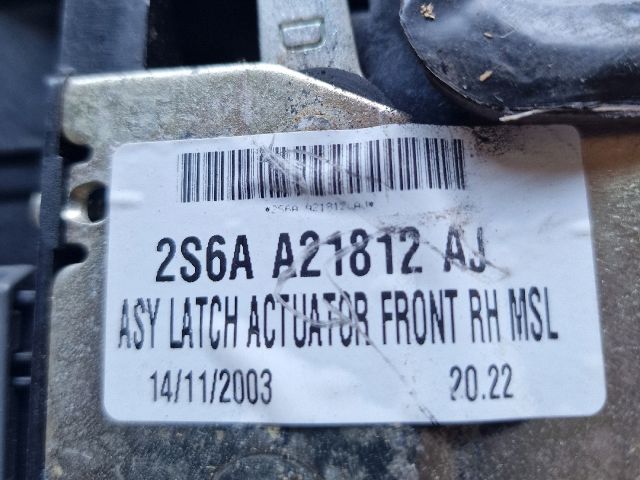 D
*2S6A A21812 AJ*
2S6A A21812 AJ
ASY LATCH ACTUATOR FRONT RH MSL
14/11/2003 20.22